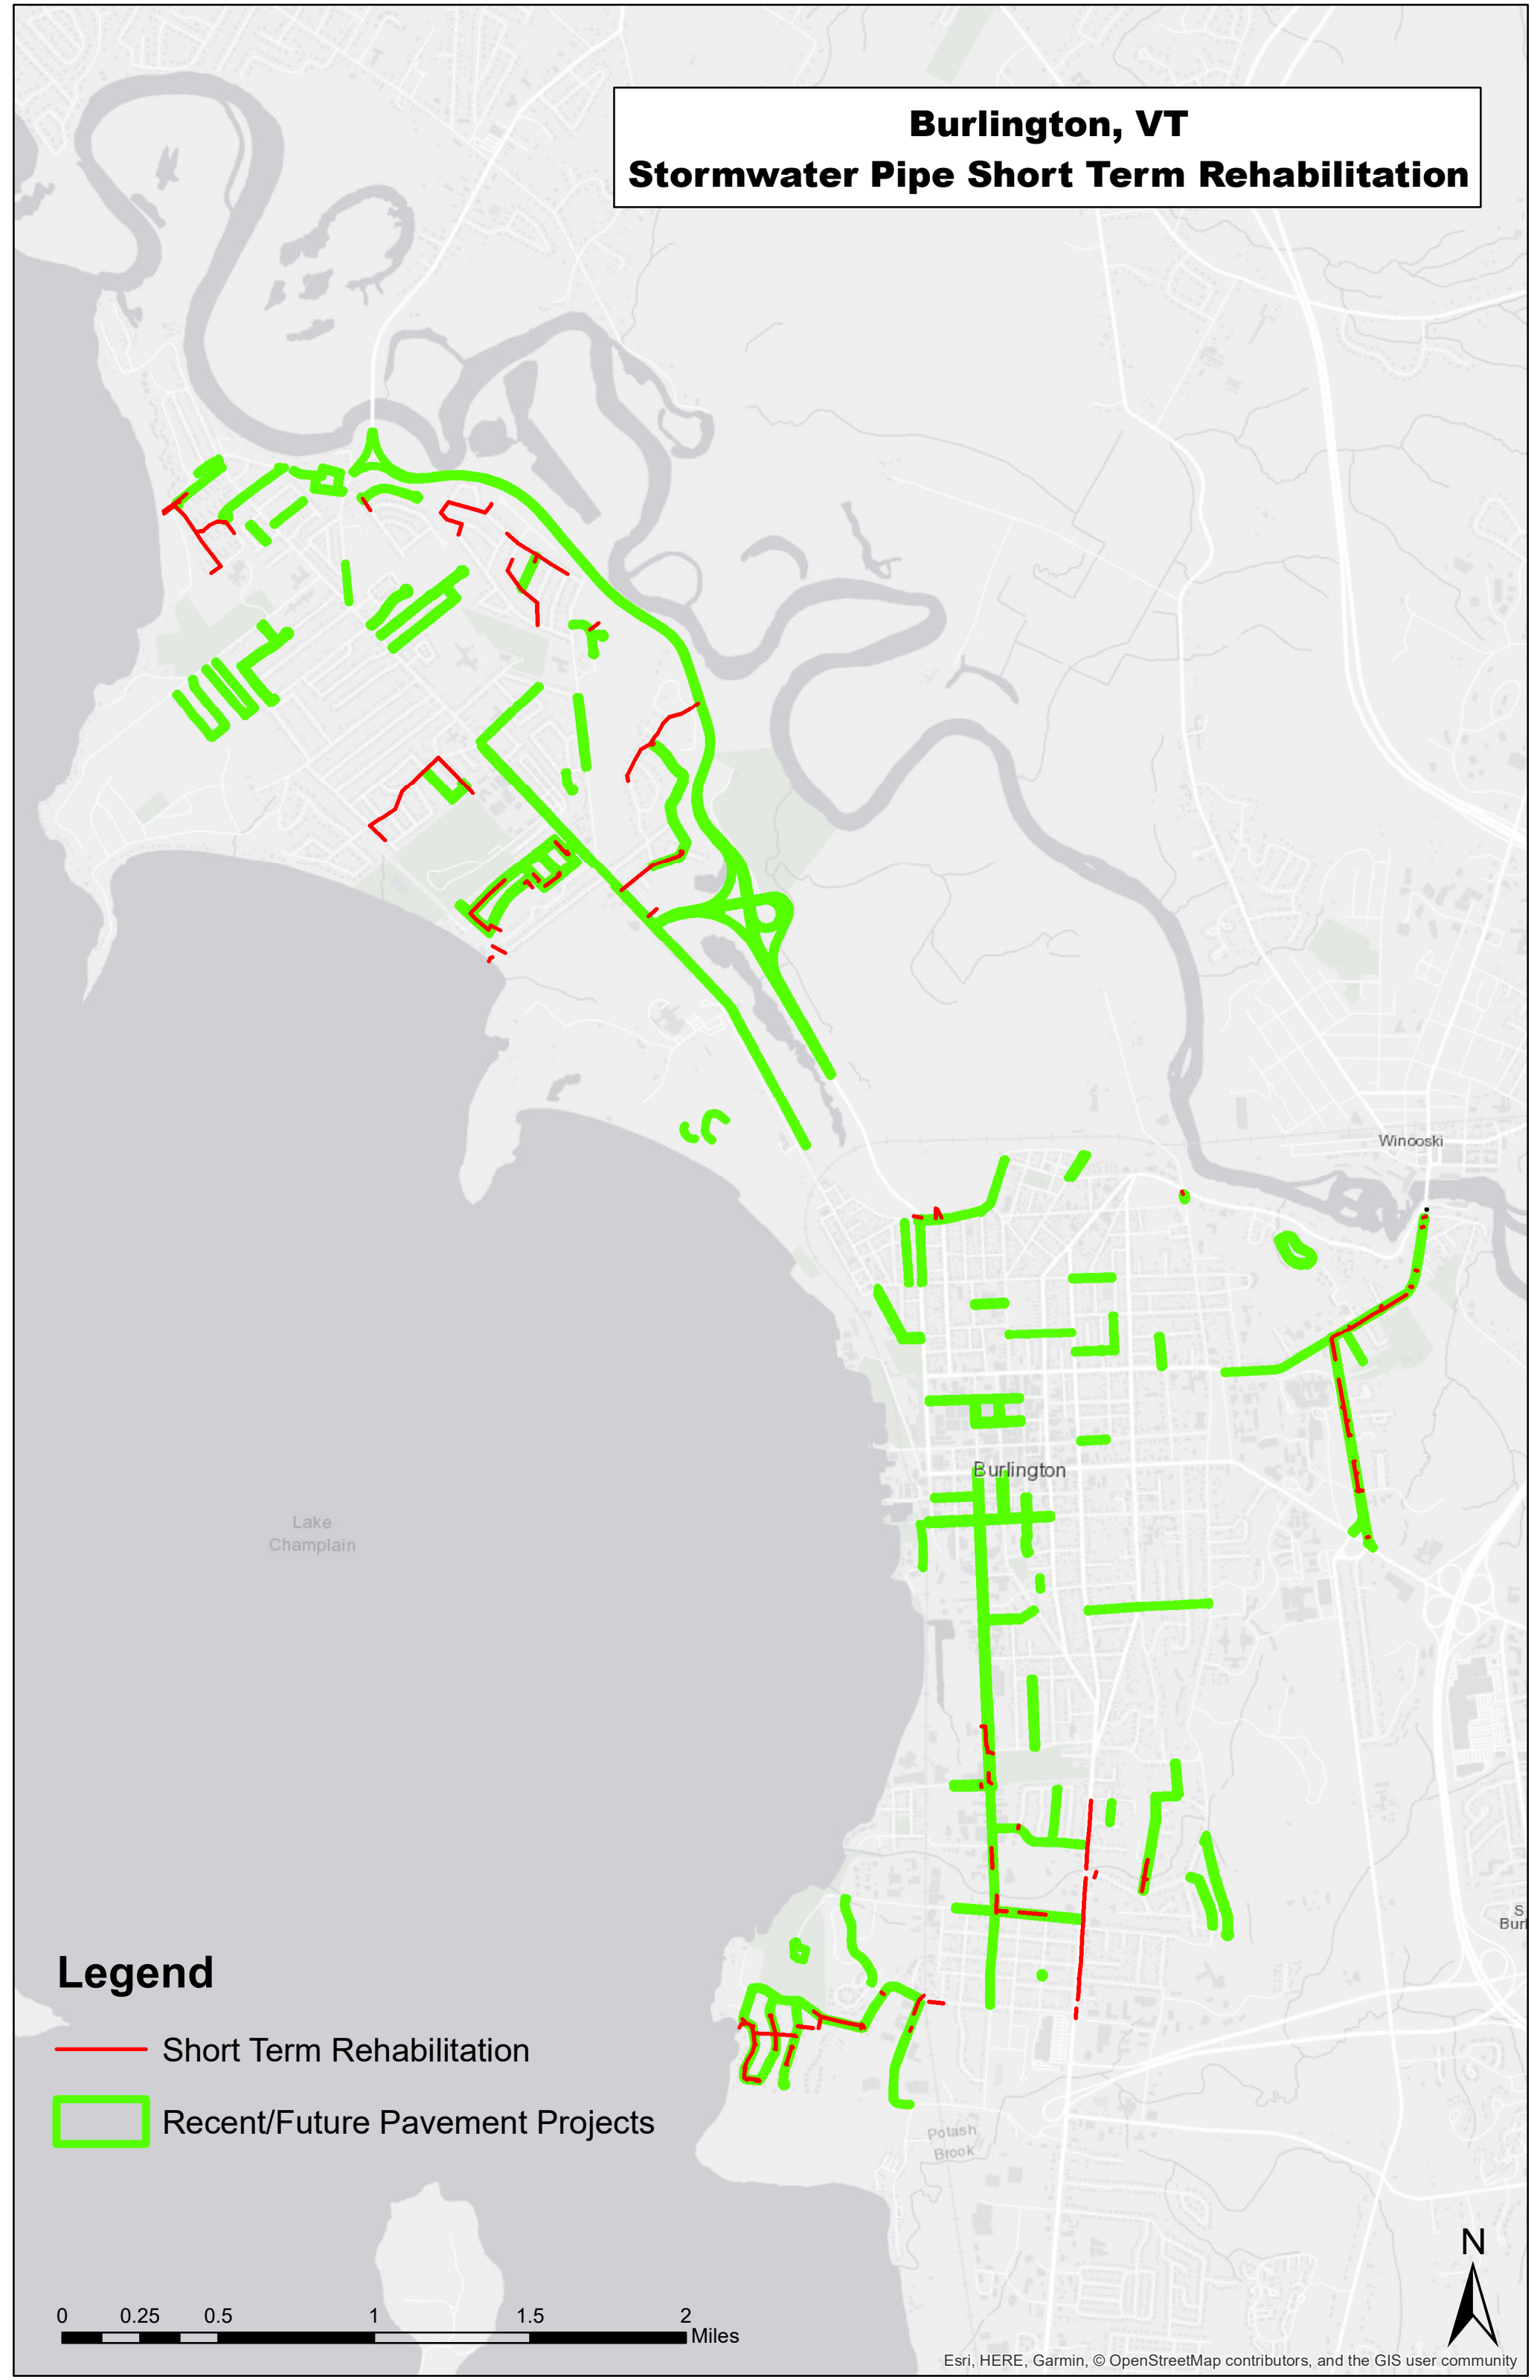 Burlington, VT
Stormwater Pipe Short Term Rehabilitation
Winooski
Burlington
Lake
Champlain
S
Burl
Legend
Short Term Rehabilitation
Recent/Future Pavement Projects
Potash
Brook
N
0 0.25 0.5 1 1.5 2
Miles
Esri, HERE, Garmin, © OpenStreetMap contributors, and the GIS user community